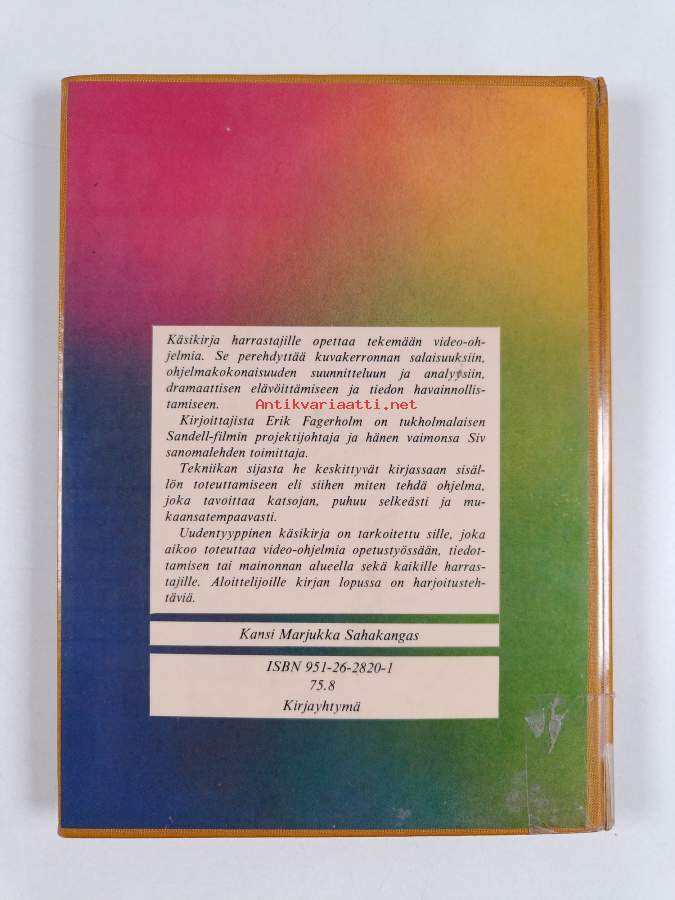 Käsikirja harrastajille opettaa tekemään video-oh-
jelmia. Se perehdyttää kuvakerronnan salaisuuksiin,
ohjelmakokonaisuuden suunnitteluun ja analyysiin,
dramaattisen elävöittämiseen ja tiedon havainnollis-
tamiseen.
Antikvariaatti.net
Kirjoittajista Erik Fagerholm on tukholmalaisen
Sandell-filmin projektijohtaja ja hänen vaimonsa Siv
sanomalehden toimittaja.
Tekniikan sijasta he keskittyvät kirjassaan sisäl-
lön toteuttamiseen eli siihen miten tehdä ohjelma,
joka tavoittaa katsojan, puhuu selkeästi ja mu-
kaansatempaavasti.
Uudentyyppinen käsikirja on tarkoitettu sille, joka
aikoo toteuttaa video-ohjelmia opetustyössään, tiedot-
tamisen tai mainonnan alueella sekä kaikille harras-
tajille. Aloittelijoille kirjan lopussa on harjoitusteh-
täviä.
Kansi Marjukka Sahakangas
ISBN 951-26-2820-1
75.8
Kirjayhtymä